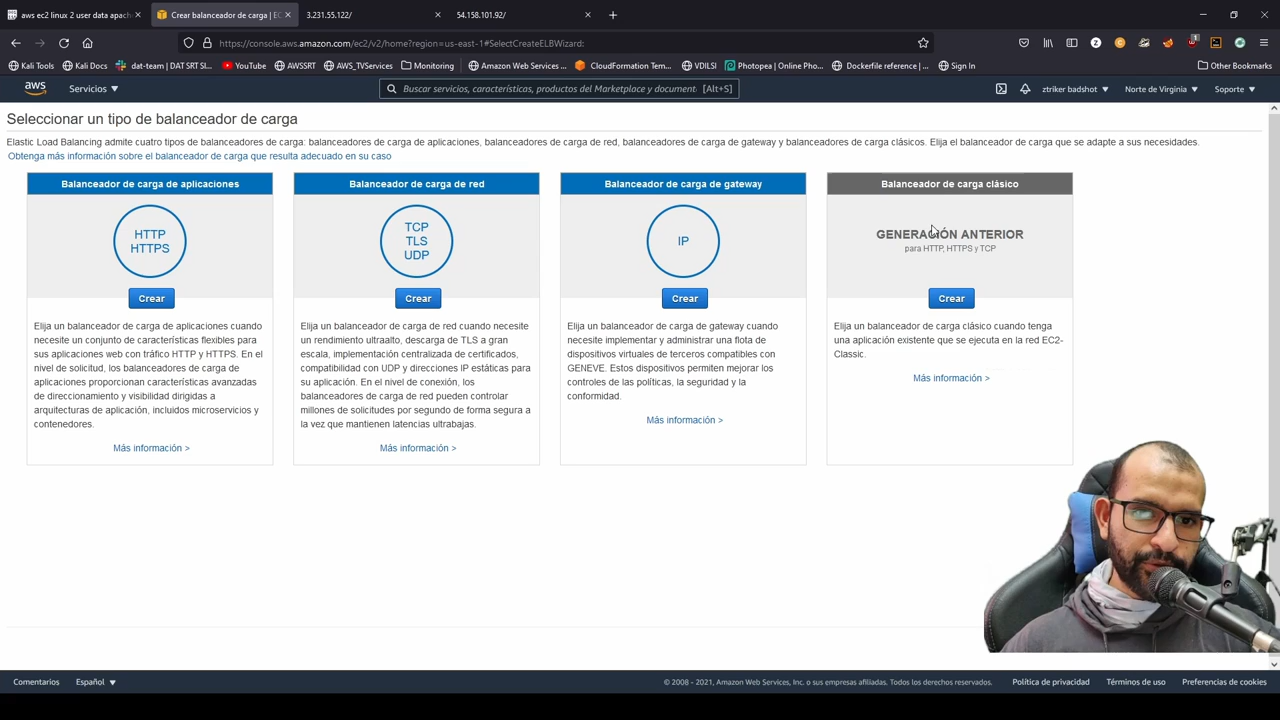 aws ec2 linux 2 user data apach
Crear balanceador de carga | EC
3.231.55.122/
54.158.101.92/
https://console.aws.amazon.com/ec2/v2/home?region=us-east-1#SelectCreateELBWizard:
Kali Tools
Kali Docs
dat-team | DAT SRT Sl...
YouTube
AWSSRT
AWS_TVServices
Monitoring
Amazon Web Services ...
CloudFormation Tem...
VDILSI
Photopea | Online Pho...
Dockerfile reference | ...
Sign In
Other Bookmarks
aws
Servicios
Buscar servicios, características, productos del Marketplace y document [Alt+S]
ztriker badshot
Norte de Virginia
Soporte
Seleccionar un tipo de balanceador de carga
Elastic Load Balancing admite cuatro tipos de balanceadores de carga: balanceadores de carga de aplicaciones, balanceadores de carga de red, balanceadores de carga de gateway y balanceadores de carga clásicos. Elija el balanceador de carga que se adapte a sus necesidades.
Obtenga más información sobre el balanceador de carga que resulta adecuado en su caso
Balanceador de carga de aplicaciones
HTTP
HTTPS
Crear
Elija un balanceador de carga de aplicaciones cuando
necesite un conjunto de características flexibles para
sus aplicaciones web con tráfico HTTP y HTTPS. En el
nivel de solicitud, los balanceadores de carga de
aplicaciones proporcionan características avanzadas
de direccionamiento y visibilidad dirigidas a
arquitecturas de aplicación, incluidos microservicios y
contenedores.
Más información >
Balanceador de carga de red
TCP
TLS
UDP
Crear
Elija un balanceador de carga de red cuando necesite
un rendimiento ultraalto, descarga de TLS a gran
escala, implementación centralizada de certificados,
compatibilidad con UDP y direcciones IP estáticas para
su aplicación. En el nivel de conexión, los
balanceadores de carga de red pueden controlar
millones de solicitudes por segundo de forma segura a
la vez que mantienen latencias ultrabajas.
Más información >
Balanceador de carga de gateway
IP
Crear
Elija un balanceador de carga de gateway cuando
necesite implementar y administrar una flota de
dispositivos virtuales de terceros compatibles con
GENEVE. Estos dispositivos permiten mejorar los
controles de las políticas, la seguridad y la
conformidad.
Más información >
Balanceador de carga clásico
GENERACIÓN ANTERIOR
para HTTP, HTTPS y TCP
Crear
Elija un balanceador de carga clásico cuando tenga
una aplicación existente que se ejecuta en la red EC2-
Classic.
Más información >
Comentarios
Español
© 2008 - 2021, Amazon Web Services, Inc. o sus empresas afiliadas. Todos los derechos reservados.
Política de privacidad
Términos de uso
Preferencias de cookies